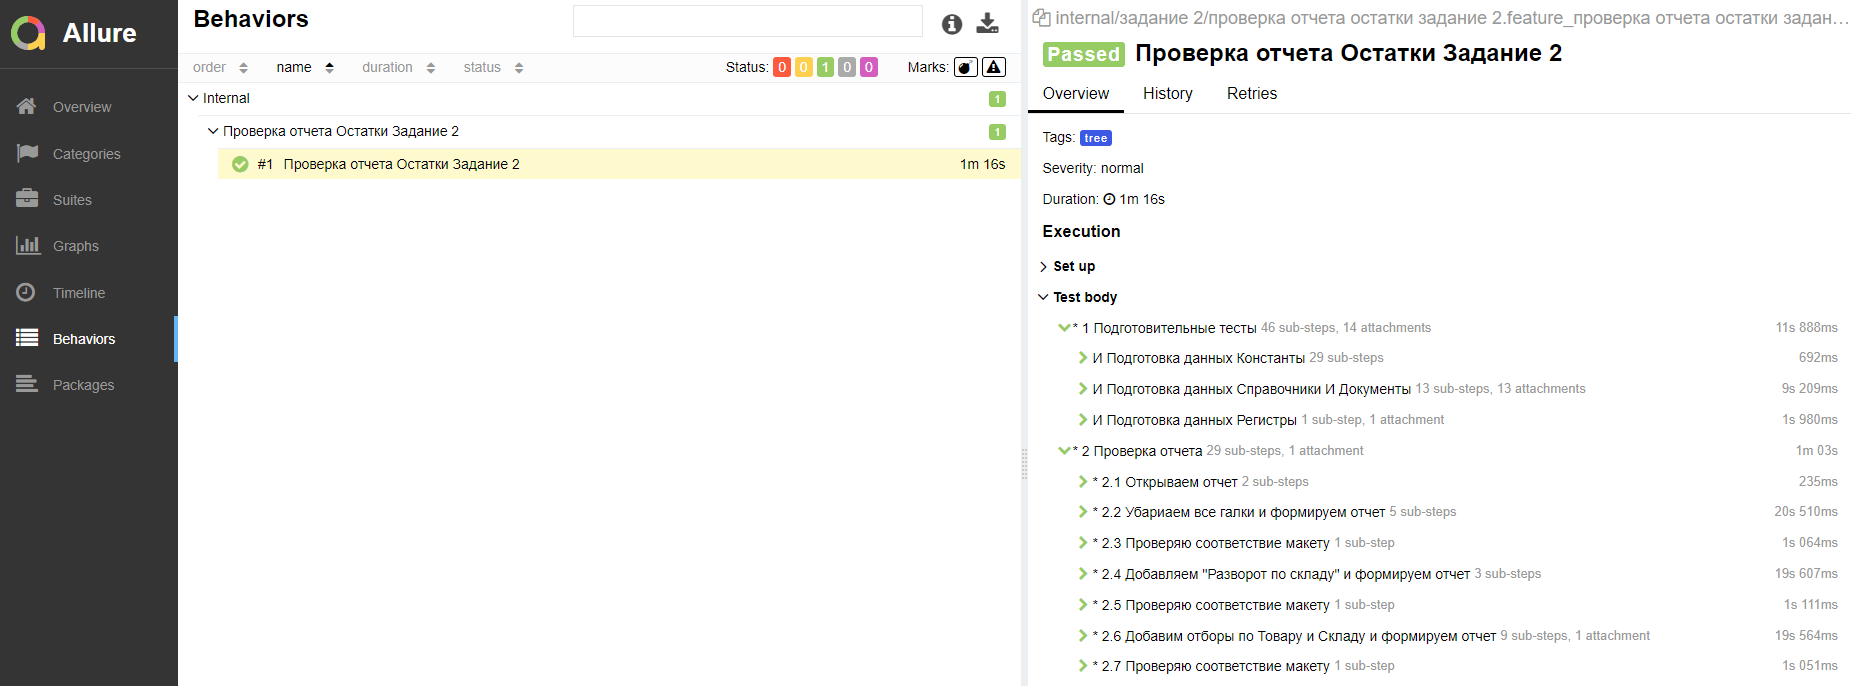 Allure
Overview
Categories
Suites
Graphs
Timeline
Behaviors
Packages
Behaviors
order name duration status Status: 0 0 1 0 0 Marks:
Internal 1
Проверка отчета Остатки Задание 2 1
#1 Проверка отчета Остатки Задание 2 1m 16s
internal/задание 2/проверка отчета остатки задание 2.feature_проверка отчета остатки задан...
Passed Проверка отчета Остатки Задание 2
Overview History Retries
Tags: tree
Severity: normal
Duration: 1m 16s
Execution
Set up
Test body
* 1 Подготовительные тесты 46 sub-steps, 14 attachments 11s 888ms
И Подготовка данных Константы 29 sub-steps 692ms
И Подготовка данных Справочники И Документы 13 sub-steps, 13 attachments 9s 209ms
И Подготовка данных Регистры 1 sub-step, 1 attachment 1s 980ms
* 2 Проверка отчета 29 sub-steps, 1 attachment 1m 03s
* 2.1 Открываем отчет 2 sub-steps 235ms
* 2.2 Убариаем все галки и формируем отчет 5 sub-steps 20s 510ms
* 2.3 Проверяю соответствие макету 1 sub-step 1s 064ms
* 2.4 Добавляем "Разворот по складу" и формируем отчет 3 sub-steps 19s 607ms
* 2.5 Проверяю соответствие макету 1 sub-step 1s 111ms
* 2.6 Добавим отборы по Товару и Складу и формируем отчет 9 sub-steps, 1 attachment 19s 564ms
* 2.7 Проверяю соответствие макету 1 sub-step 1s 051ms